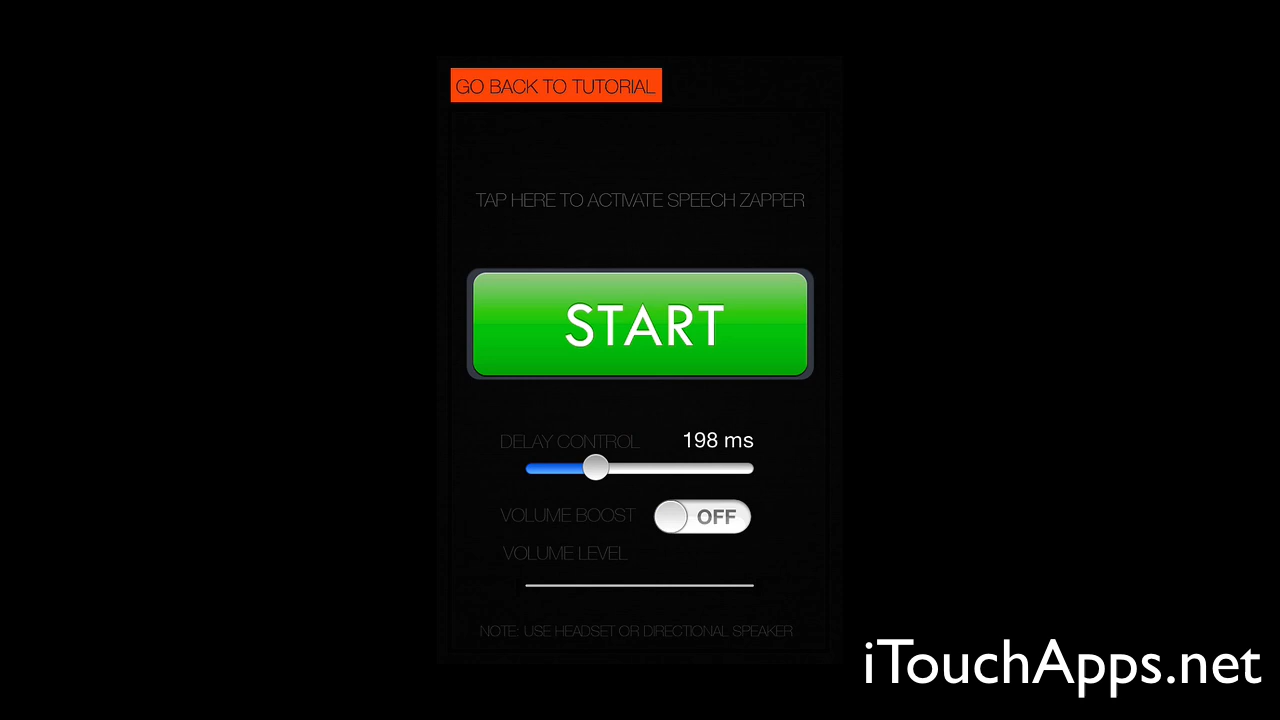 GO BACK TO TUTORIAL
TAP HERE TO ACTIVATE SPEECH ZAPPER
START
DELAY CONTROL 198 ms
VOLUME BOOST OFF
VOLUME LEVEL
NOTE: USE HEADSET OR DIRECTIONAL SPEAKER
iTouchApps.net